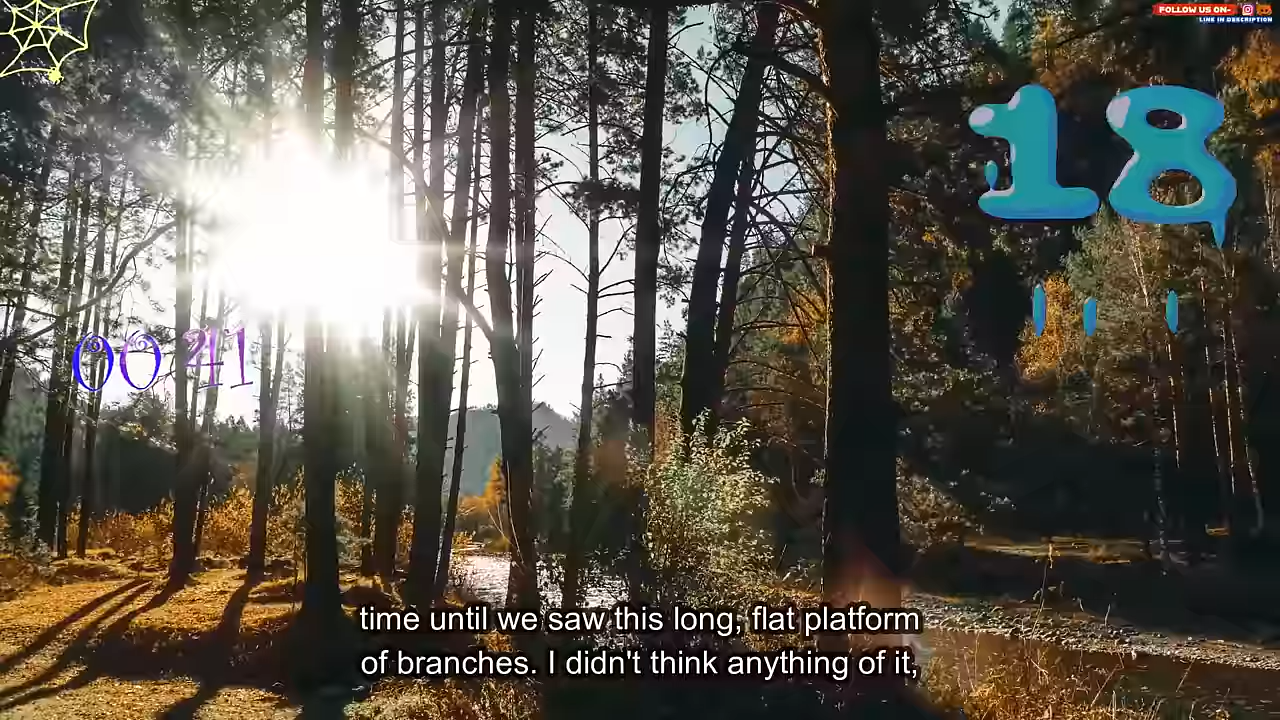 FOLLOW US ON-
LINK IN DESCRIPTION
18
00 41
time until we saw this long, flat platform
of branches. I didn't think anything of it,